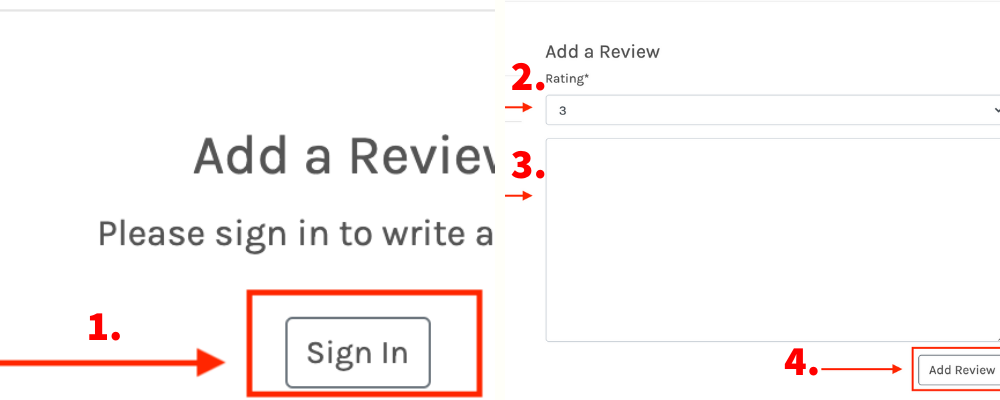 Add a Review
Please sign in to write a
1.
Sign In
Add a Review
2.
Rating*
3
3.
4.
Add Review